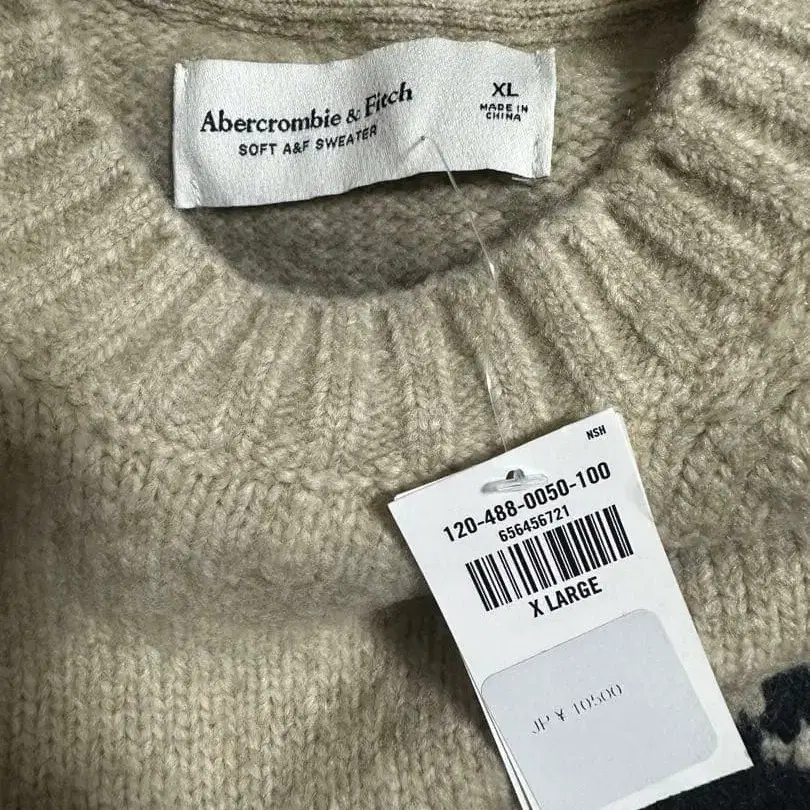 Abercrombie & Fitch
SOFT A&F SWEATER
XL
MADE IN
CHINA
NSH
120-488-0050-100
656456721
X LARGE
JP ¥ 10500